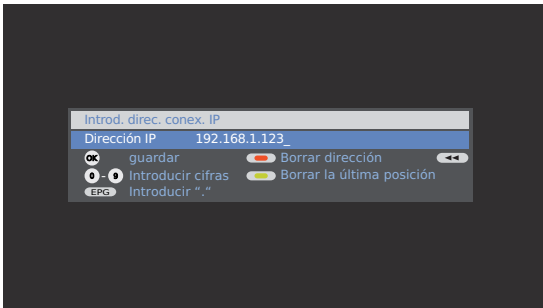 Introd. direc. conex. IP
Dirección IP 192.168.1.123_
OK guardar Borrar dirección ◄◄
0 - 9 Introducir cifras Borrar la última posición
EPG Introducir “.“